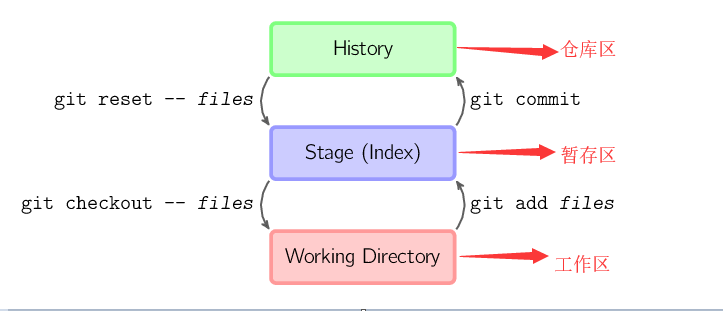 History
仓库区
git reset -- files
git commit
Stage (Index)
暂存区
git checkout -- files
git add files
Working Directory
工作区